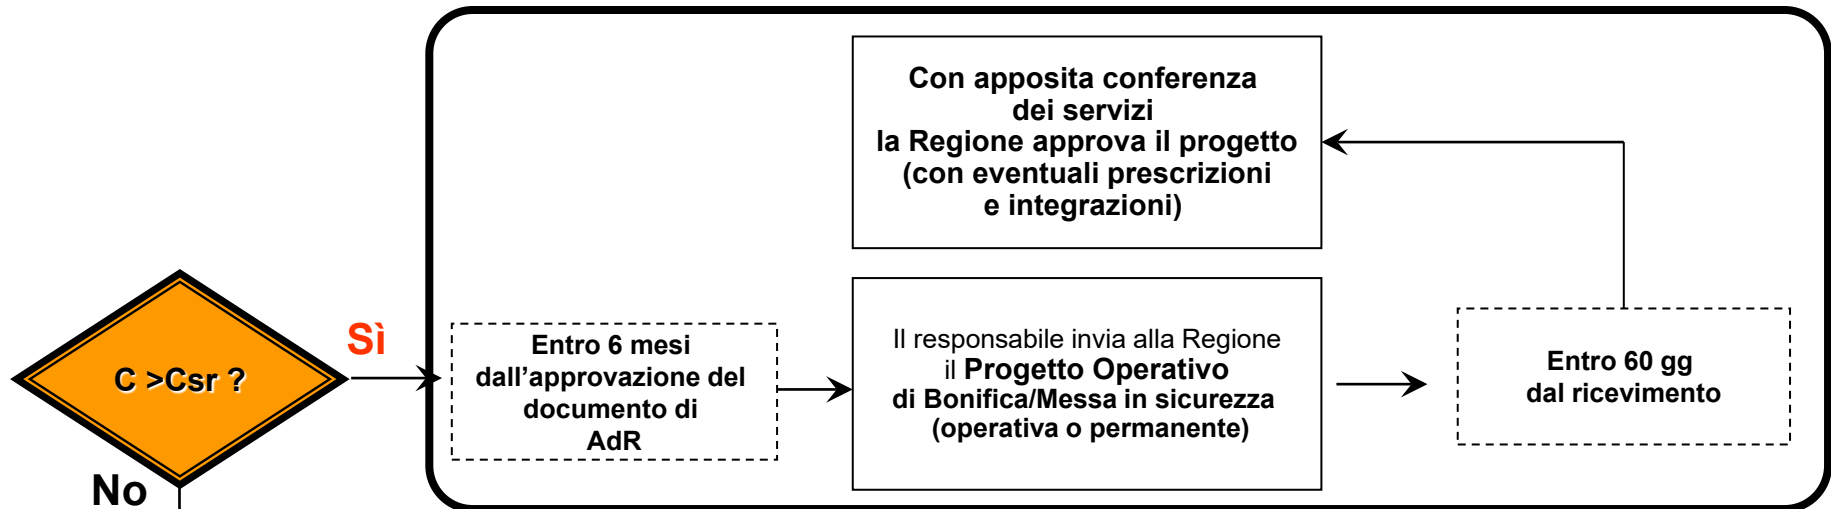 Con apposita conferenza
dei servizi
la Regione approva il progetto
(con eventuali prescrizioni
e integrazioni)
C >Csr ?
Sì
No
Entro 6 mesi
dall’approvazione del
documento di
AdR
Il responsabile invia alla Regione
il Progetto Operativo
di Bonifica/Messa in sicurezza
(operativa o permanente)
Entro 60 gg
dal ricevimento